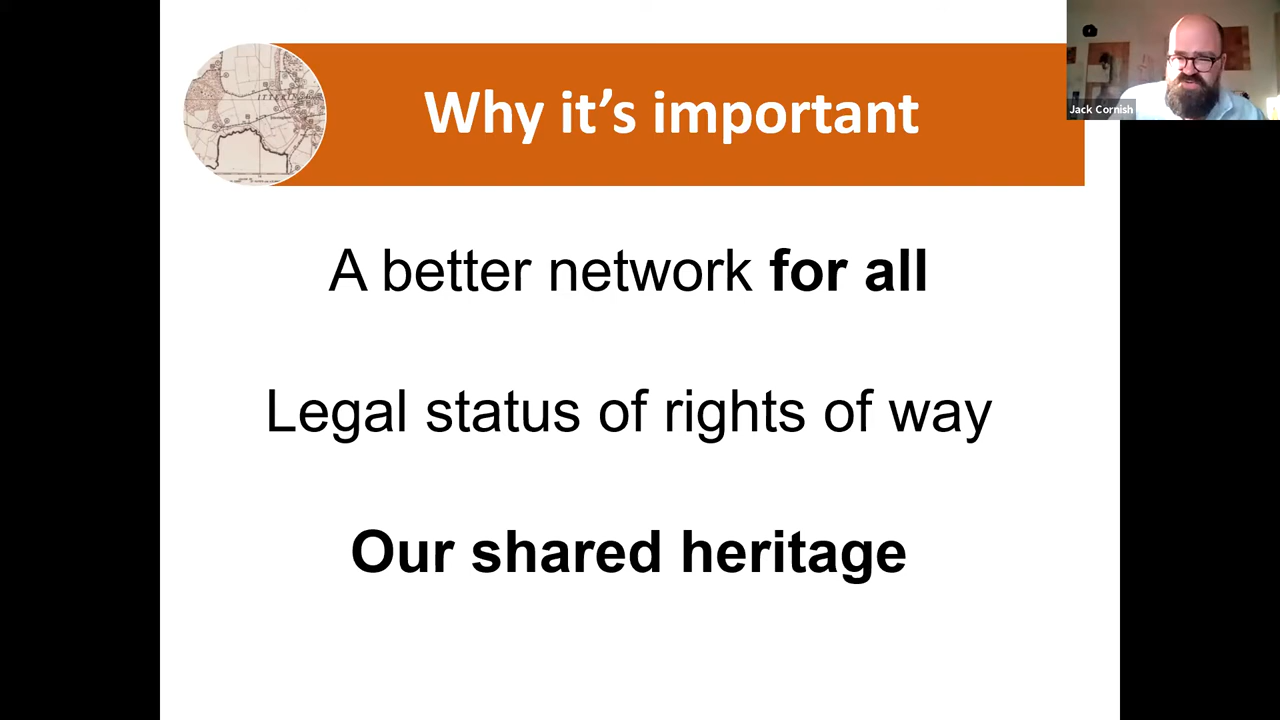 Why it’s important
Jack Cornish
A better network for all
Legal status of rights of way
Our shared heritage